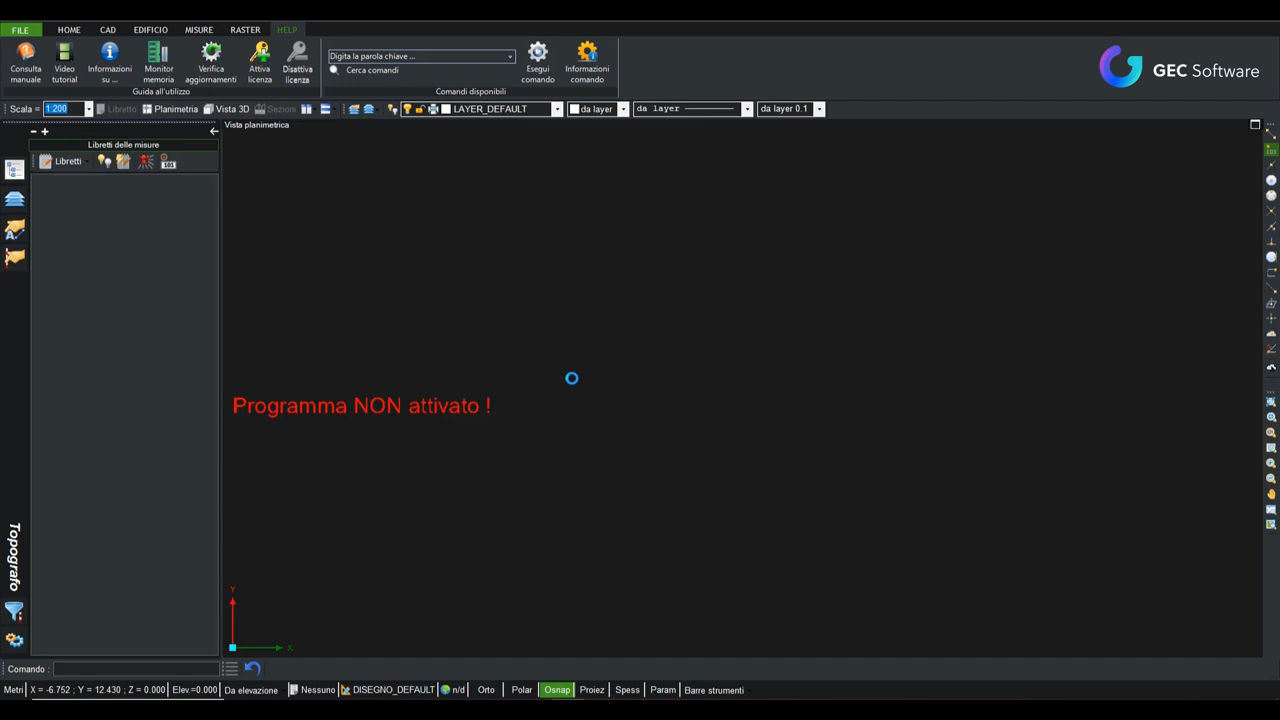 FILE HOME CAD EDIFICIO MISURE RASTER HELP
Consulta manuale
Video tutorial
Informazioni su ...
Monitor memoria
Verifica aggiornamenti
Attiva licenza
Disattiva licenza
Guida all'utilizzo
Digita la parola chiave ...
Cerca comandi
Esegui comando
Informazioni comando
Comandi disponibili
GEC Software
Scala = 1:200 Libretto Planimetria Vista 3D Sezioni LAYER_DEFAULT da layer da layer da layer 0.1
Vista planimetrica
Libretti delle misure
Libretti
101
Programma NON attivato !
Topografo
Y
X
Comando :
Metri X = -6.752 ; Y = 12.430 ; Z = 0.000 Elev=0.000 Da elevazione Nessuno DISEGNO_DEFAULT n/d Orto Polar Osnap Proiez Spess Param Barre strumenti